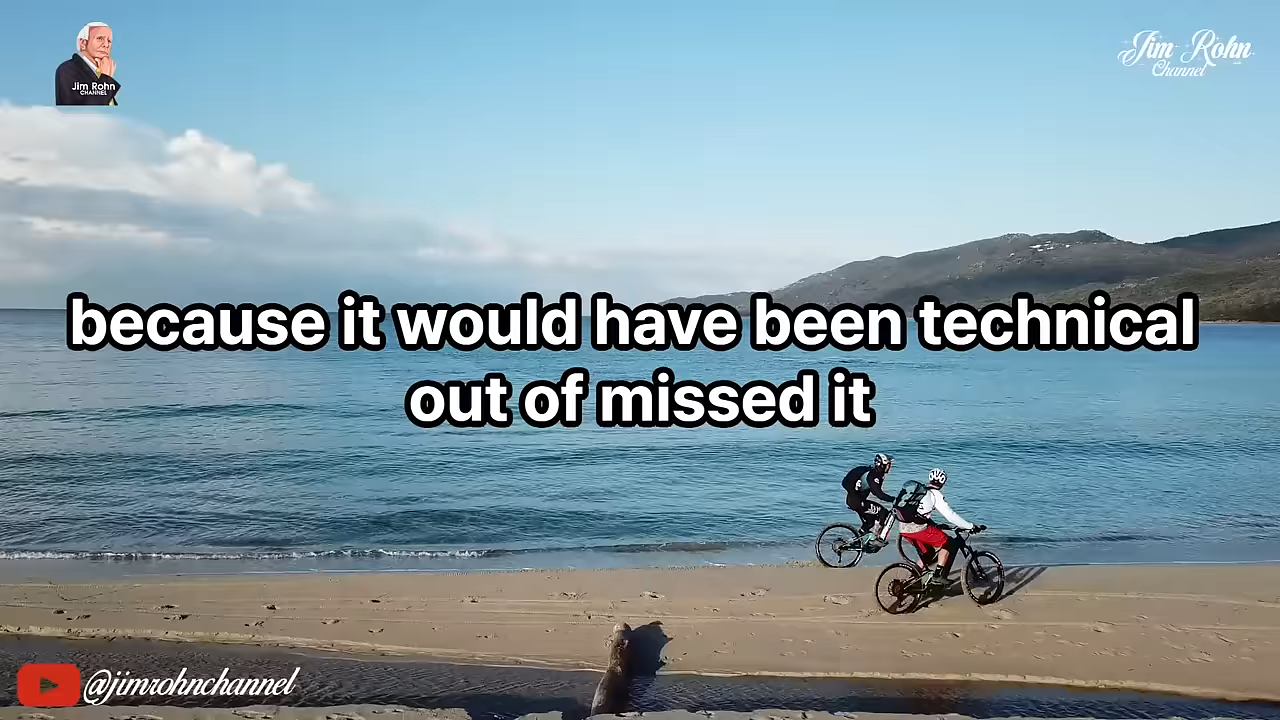 Jim Rohn
CHANNEL
Jim Rohn
Channel
because it would have been technical
out of missed it
@jimrohnchannel